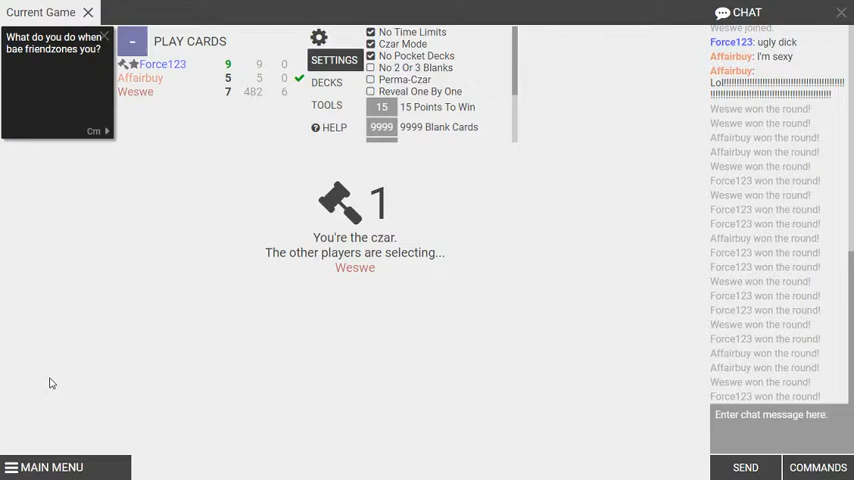 Current Game
What do you do when
bae friendzones you?
Cm
-
PLAY CARDS
Force123 9 9 0
Affairbuy 5 5 0
Weswe 7 482 6
SETTINGS
DECKS
TOOLS
HELP
No Time Limits
Czar Mode
No Pocket Decks
No 2 Or 3 Blanks
Perma-Czar
Reveal One By One
15 15 Points To Win
9999 9999 Blank Cards
1
You're the czar.
The other players are selecting...
Weswe
MAIN MENU
CHAT
Weswe joined.
Force123: ugly dick
Affairbuy: I'm sexy
Affairbuy:
Weswe won the round!
Weswe won the round!
Affairbuy won the round!
Affairbuy won the round!
Weswe won the round!
Force123 won the round!
Weswe won the round!
Force123 won the round!
Force123 won the round!
Affairbuy won the round!
Force123 won the round!
Force123 won the round!
Weswe won the round!
Force123 won the round!
Force123 won the round!
Weswe won the round!
Force123 won the round!
Affairbuy won the round!
Affairbuy won the round!
Weswe won the round!
Force123 won the round!
Enter chat message here.
SEND
COMMANDS